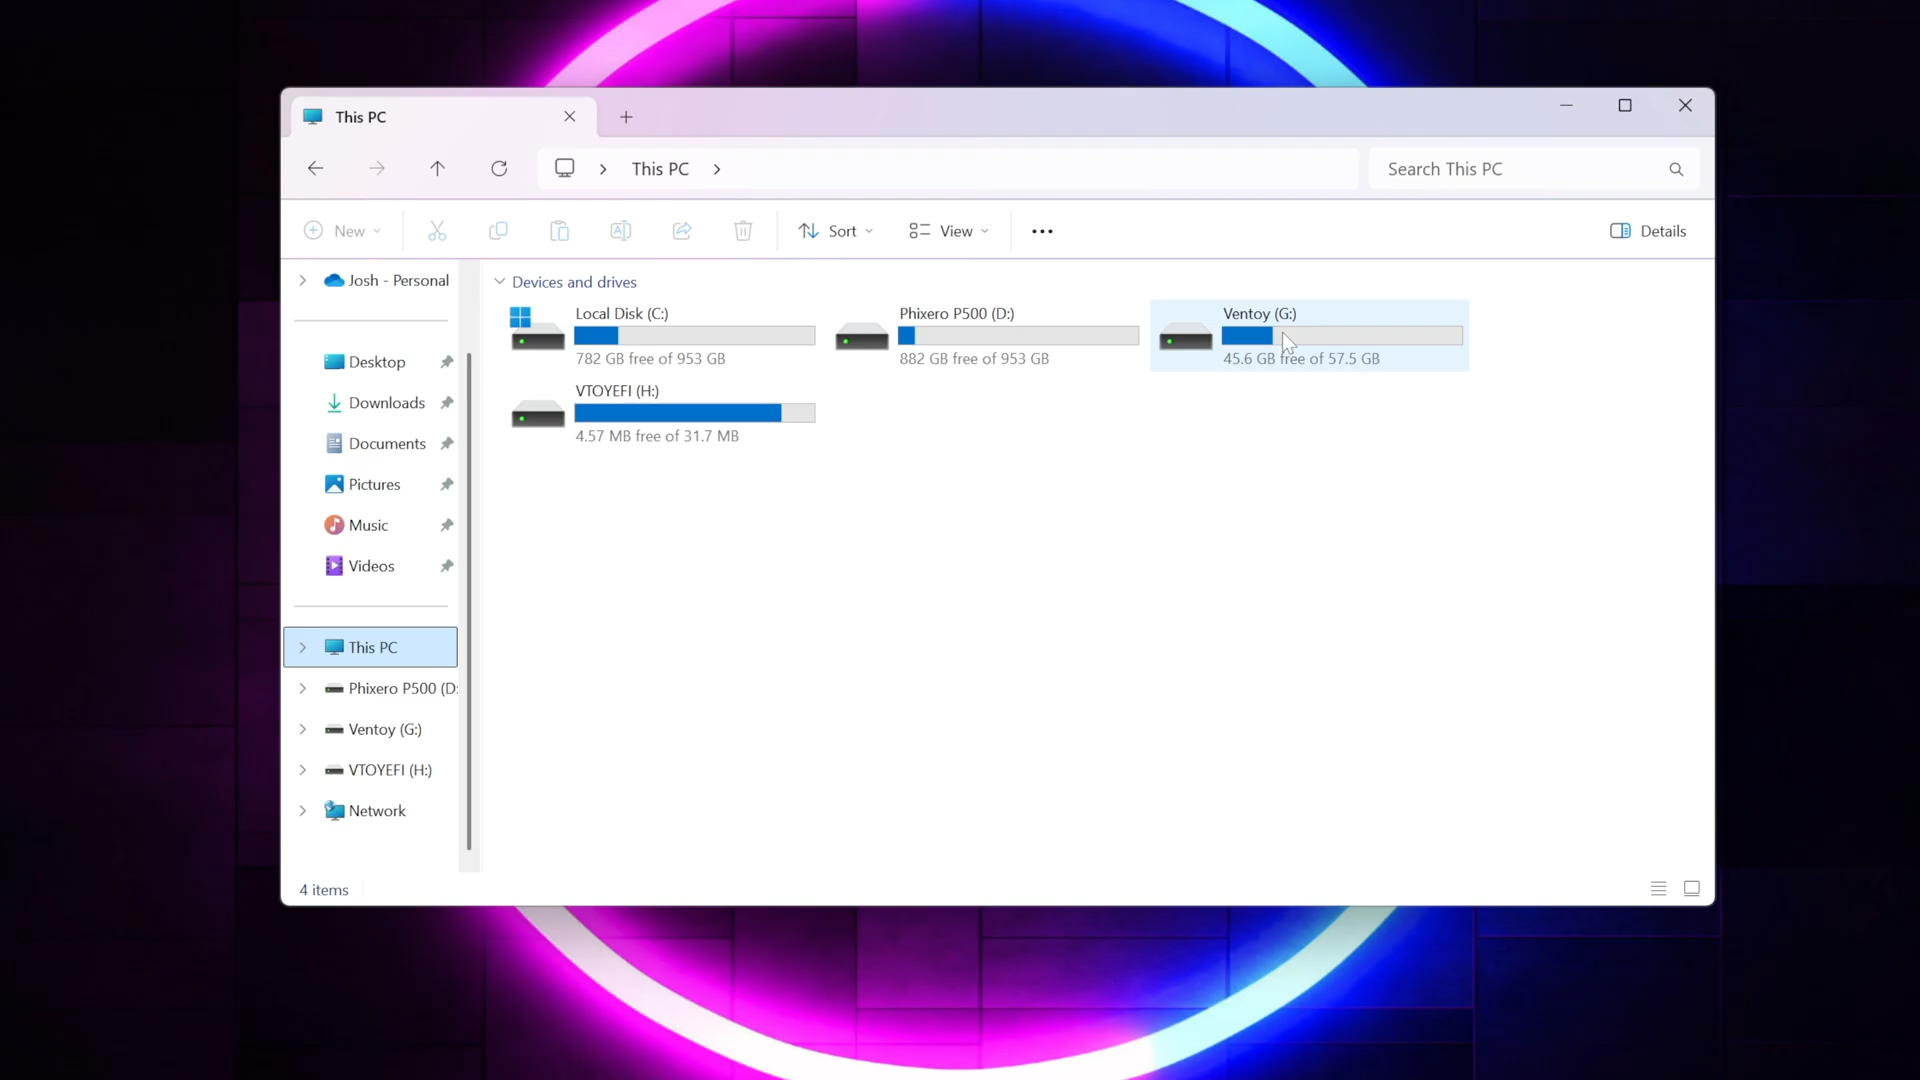 This PC
This PC
Search This PC
New
Sort
View
Details
Josh - Personal
Desktop
Downloads
Documents
Pictures
Music
Videos
This PC
Phixero P500 (D:
Ventoy (G:)
VTOYEFI (H:)
Network
Devices and drives
Local Disk (C:)
782 GB free of 953 GB
Phixero P500 (D:)
882 GB free of 953 GB
Ventoy (G:)
45.6 GB free of 57.5 GB
VTOYEFI (H:)
4.57 MB free of 31.7 MB
4 items